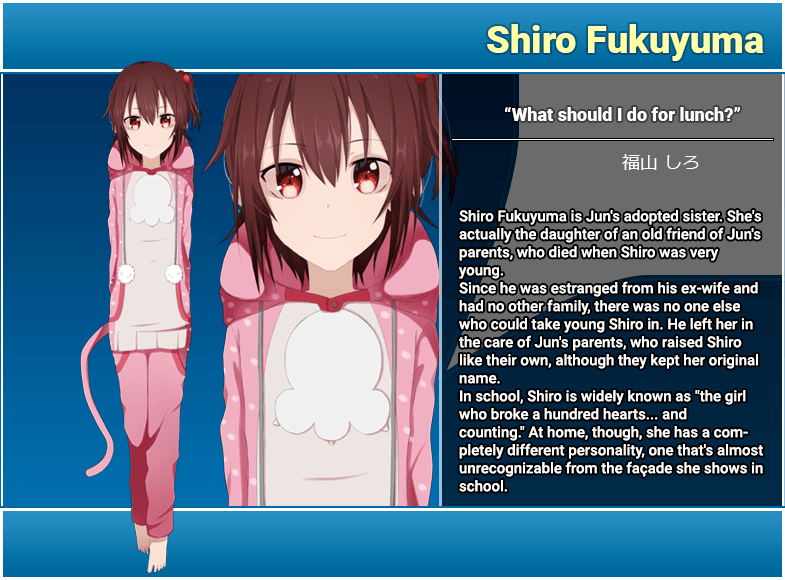 Shiro Fukuyuma
“What should I do for lunch?”
福山 しろ
Shiro Fukuyuma is Jun's adopted sister. She's
actually the daughter of an old friend of Jun's
parents, who died when Shiro was very
young.
Since he was estranged from his ex-wife and
had no other family, there was no one else
who could take young Shiro in. He left her in
the care of Jun's parents, who raised Shiro
like their own, although they kept her original
name.
In school, Shiro is widely known as "the girl
who broke a hundred hearts... and
counting." At home, though, she has a com-
pletely different personality, one that's almost
unrecognizable from the façade she shows in
school.